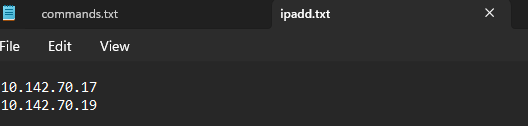 commands.txt
ipadd.txt
File Edit View
10.142.70.17
10.142.70.19